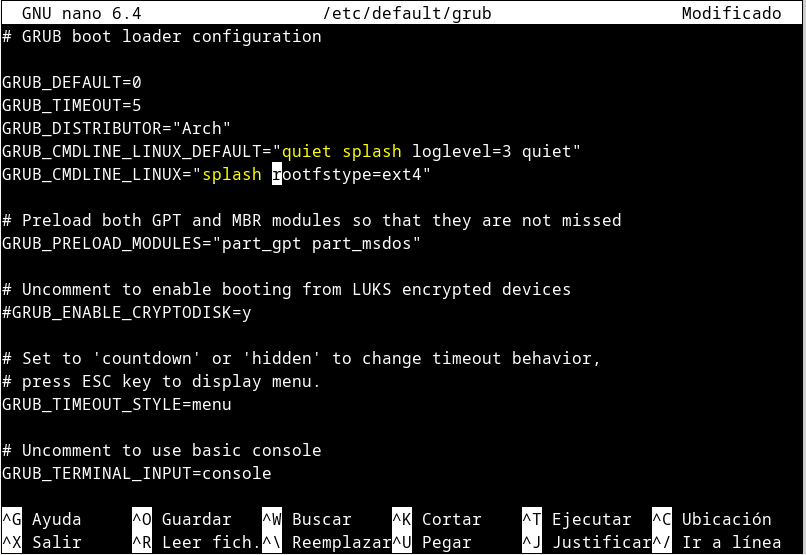 GNU nano 6.4 /etc/default/grub Modificado
# GRUB boot loader configuration
GRUB_DEFAULT=0
GRUB_TIMEOUT=5
GRUB_DISTRIBUTOR="Arch"
GRUB_CMDLINE_LINUX_DEFAULT="quiet splash loglevel=3 quiet"
GRUB_CMDLINE_LINUX="splash rootfstype=ext4"
# Preload both GPT and MBR modules so that they are not missed
GRUB_PRELOAD_MODULES="part_gpt part_msdos"
# Uncomment to enable booting from LUKS encrypted devices
#GRUB_ENABLE_CRYPTODISK=y
# Set to 'countdown' or 'hidden' to change timeout behavior,
# press ESC key to display menu.
GRUB_TIMEOUT_STYLE=menu
# Uncomment to use basic console
GRUB_TERMINAL_INPUT=console
^G Ayuda ^O Guardar ^W Buscar ^K Cortar ^T Ejecutar ^C Ubicación
^X Salir ^R Leer fich. ^\ Reemplazar ^U Pegar ^J Justificar ^/ Ir a línea